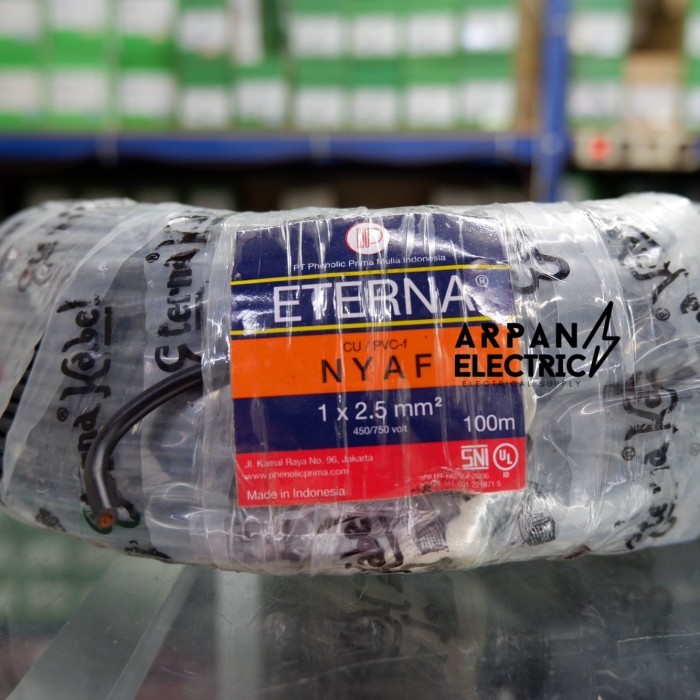 PT Phenolic Prima Mulia Indonesia
ETERNA®
CU / PVC-f
NYAF
1 x 2.5 mm²
450/750 volt
100m
Jl. Kamal Raya No. 96, Jakarta
www.phenolicprima.com
Made in Indonesia
SNI
UL
ARPAN
ELECTRIC
ELECTRICAL SUPPLY
Eterna Kabel